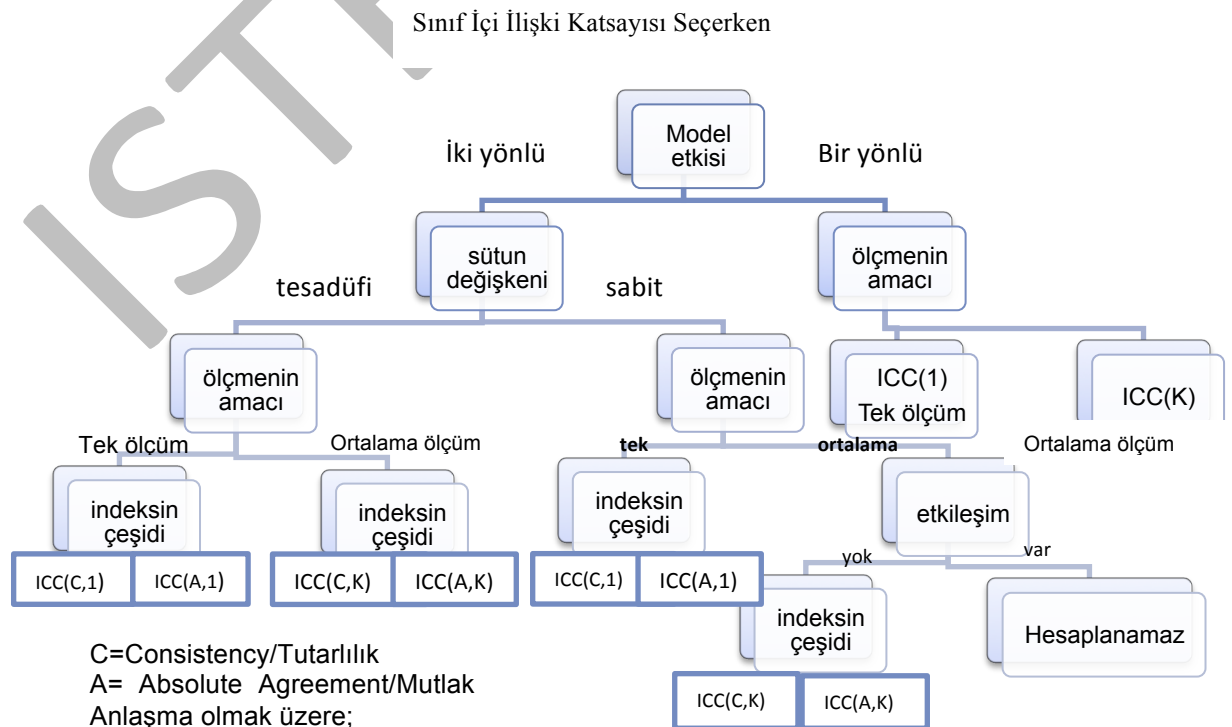 Sınıf İçi İlişki Katsayısı Seçerken
Model
etkisi
İki yönlü
Bir yönlü
sütun
değişkeni
ölçmenin
amacı
tesadüfi
sabit
ölçmenin
amacı
ölçmenin
amacı
ICC(1)
Tek ölçüm
ICC(K)
Tek ölçüm
Ortalama ölçüm
tek
ortalama
Ortalama ölçüm
indeksin
çeşidi
indeksin
çeşidi
indeksin
çeşidi
etkileşim
ICC(C,1)
ICC(A,1)
ICC(C,K)
ICC(A,K)
ICC(C,1)
ICC(A,1)
yok
var
indeksin
çeşidi
Hesaplanamaz
ICC(C,K)
ICC(A,K)
C=Consistency/Tutarlılık
A= Absolute Agreement/Mutlak
Anlaşma olmak üzere;